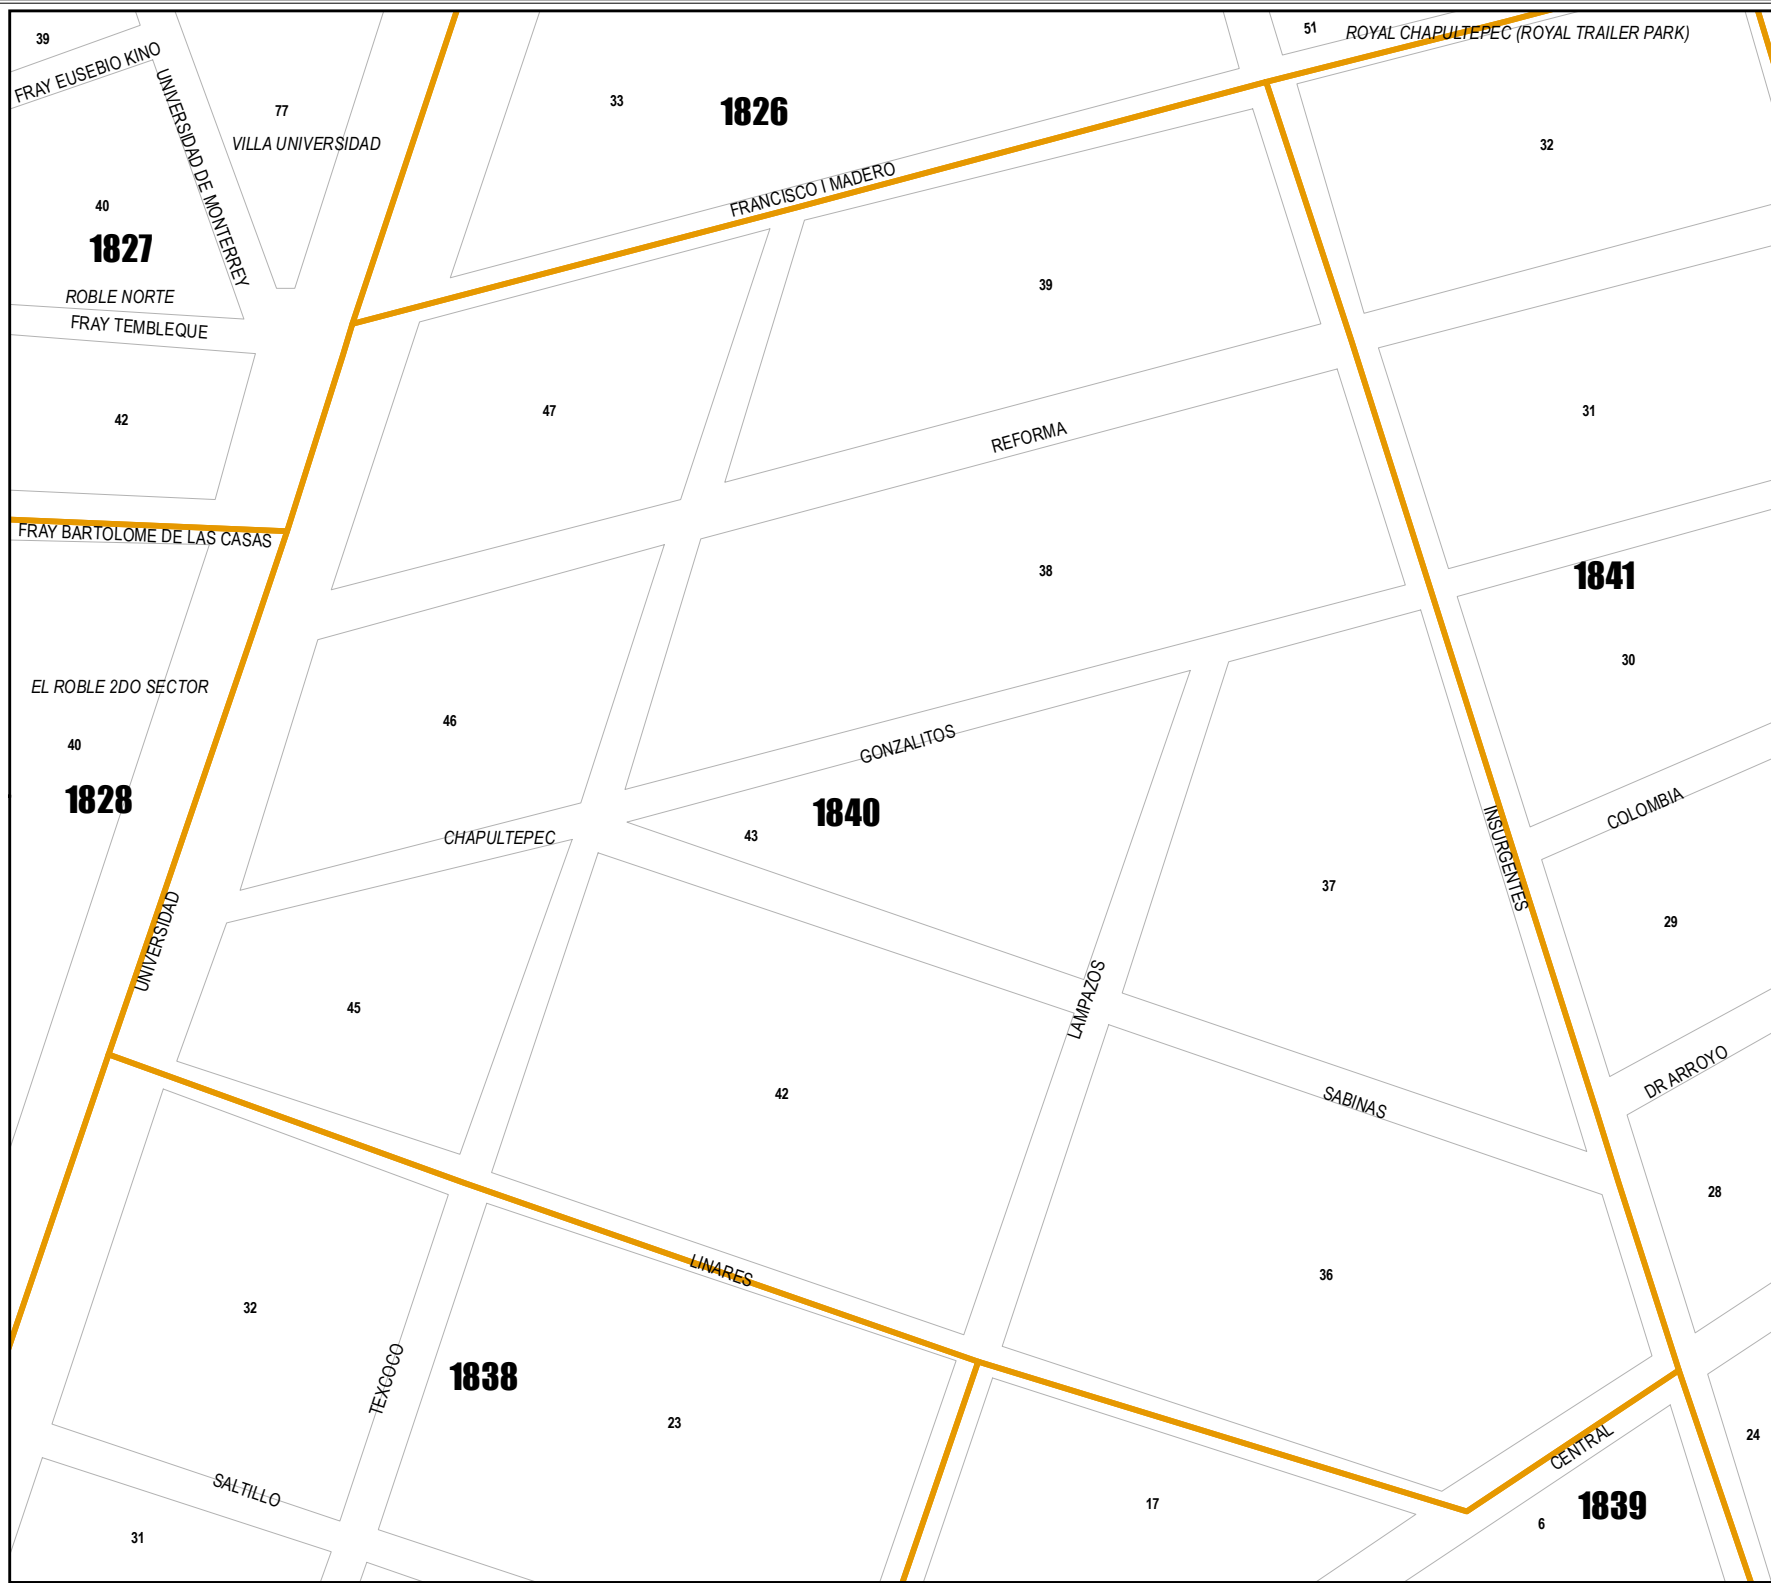 39
51
ROYAL CHAPULTEPEC (ROYAL TRAILER PARK)
FRAY EUSEBIO KINO
UNIVERSIDAD DE MONTERREY
77
VILLA UNIVERSIDAD
33
1826
32
FRANCISCO I MADERO
40
1827
ROBLE NORTE
FRAY TEMBLEQUE
39
42
47
31
REFORMA
FRAY BARTOLOME DE LAS CASAS
38
1841
30
EL ROBLE 2DO SECTOR
40
1828
46
GONZALITOS
CHAPULTEPEC
43
1840
COLOMBIA
INSURGENTES
37
29
UNIVERSIDAD
45
LAMPAZOS
42
SABINAS
DR ARROYO
28
LINARES
36
32
TEXCOCO
1838
23
CENTRAL
24
SALTILLO
17
1839
6
31